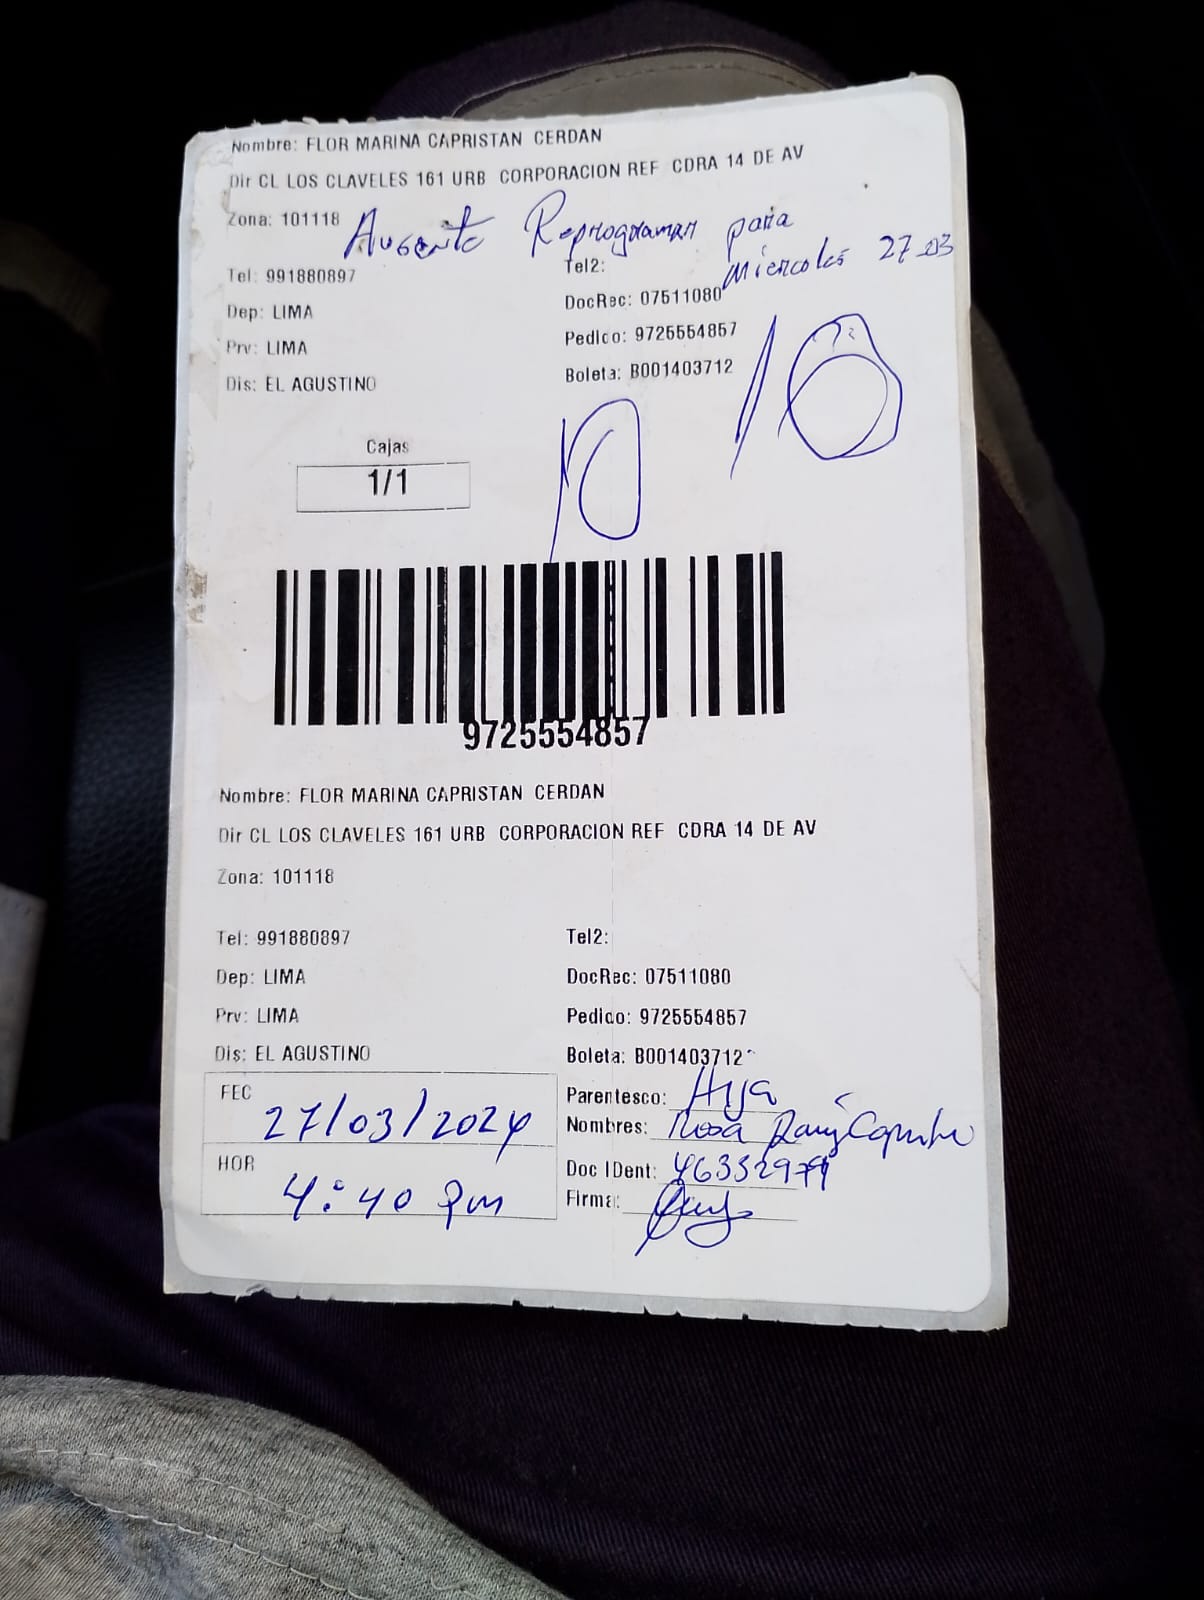 Nombre: FLOR MARINA CAPRISTAN CERDAN
Dir CL LOS CLAVELES 161 URB CORPORACION REF CDRA 14 DE AV
Zona: 101118
Ausente Reprogramar para
miercoles 27.03
Tel: 991880897
Tel2:
Dep: LIMA
DocRec: 07511080
Prv: LIMA
Pedido: 9725554857
Dis: EL AGUSTINO
Boleta: B001403712
10
10
Cajas
1/1
9725554857
Nombre: FLOR MARINA CAPRISTAN CERDAN
Dir CL LOS CLAVELES 161 URB CORPORACION REF CDRA 14 DE AV
Zona: 101118
Tel: 991880897
Tel2:
Dep: LIMA
DocRec: 07511080
Prv: LIMA
Pedido: 9725554857
Dis: EL AGUSTINO
Boleta: B001403712
FEC 27/03/2024
Parentesco: Hija
Nombres: Rosa
HOR 4:40 pm
Doc IDent:
Firma: